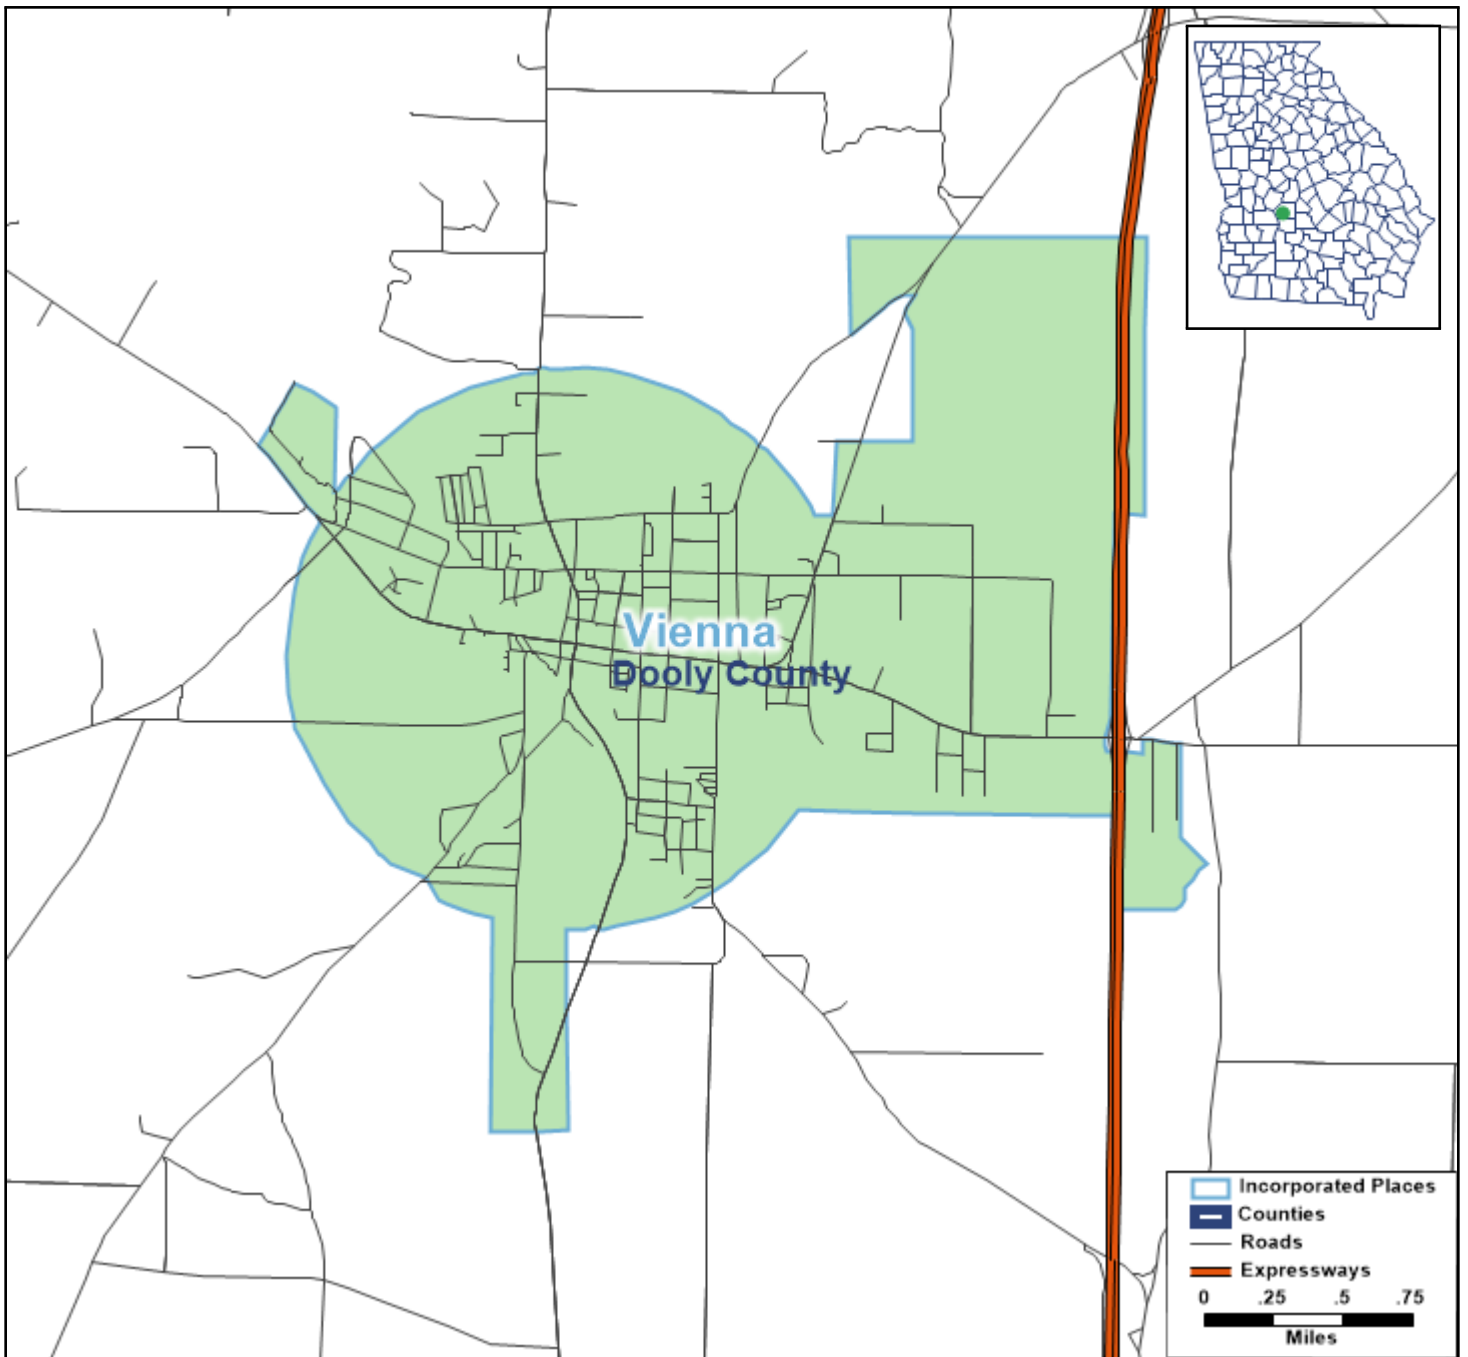 Vienna
Dooly County
Incorporated Places
Counties
Roads
Expressways
0 .25 .5 .75
Miles